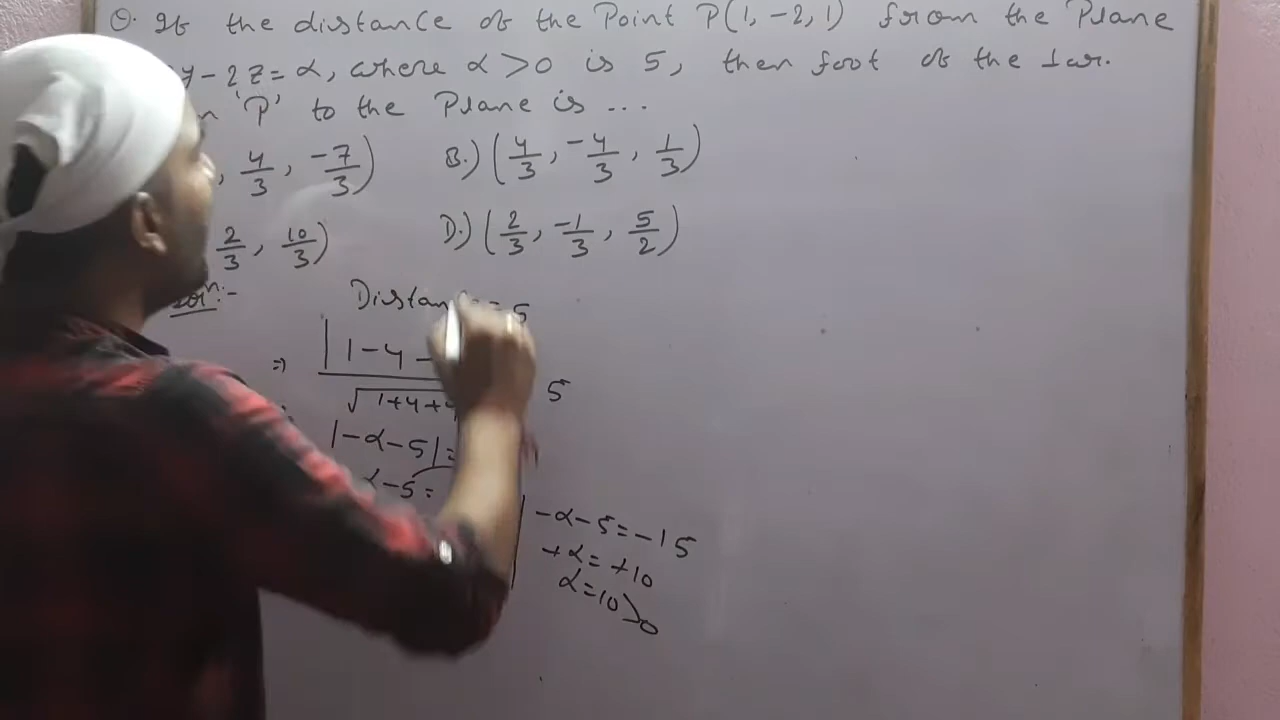 Q. If the distance of the Point P(1, -2, 1) from the Plane
y - 2z = α, where α > 0 is 5, then foot of the ⊥ar.
'P' to the Plane is ...
, 4/3, -7/3) B.) (4/3, -4/3, 1/3)
2/3, 10/3) D.) (2/3, -1/3, 5/2)
Solⁿ:- = 5
⇒ | 1 - 4 -
√1+4+4 5
|-α-5| =
-5 =
-α-5 = -15
+α = +10
α = 10 > 0